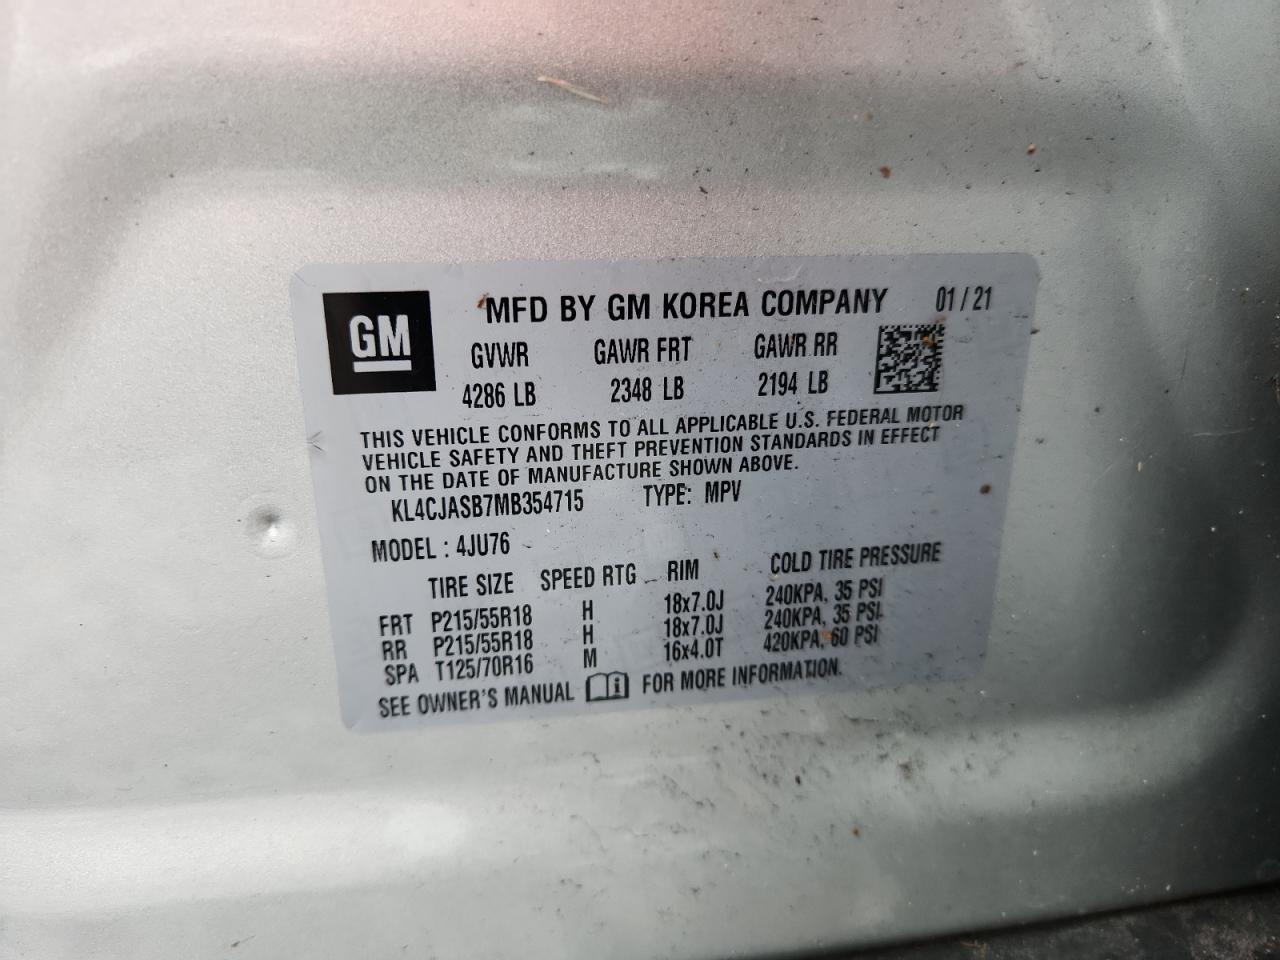 GM
MFD BY GM KOREA COMPANY 01/21
GVWR GAWR FRT GAWR RR
4286 LB 2348 LB 2194 LB
THIS VEHICLE CONFORMS TO ALL APPLICABLE U.S. FEDERAL MOTOR
VEHICLE SAFETY AND THEFT PREVENTION STANDARDS IN EFFECT
ON THE DATE OF MANUFACTURE SHOWN ABOVE.
KL4CJASB7MB354715 TYPE: MPV
MODEL : 4JU76
TIRE SIZE SPEED RTG RIM COLD TIRE PRESSURE
FRT P215/55R18 H 18x7.0J 240KPA, 35 PSI
RR P215/55R18 H 18x7.0J 240KPA, 35 PSI
SPA T125/70R16 M 16x4.0T 420KPA, 60 PSI
SEE OWNER'S MANUAL FOR MORE INFORMATION.